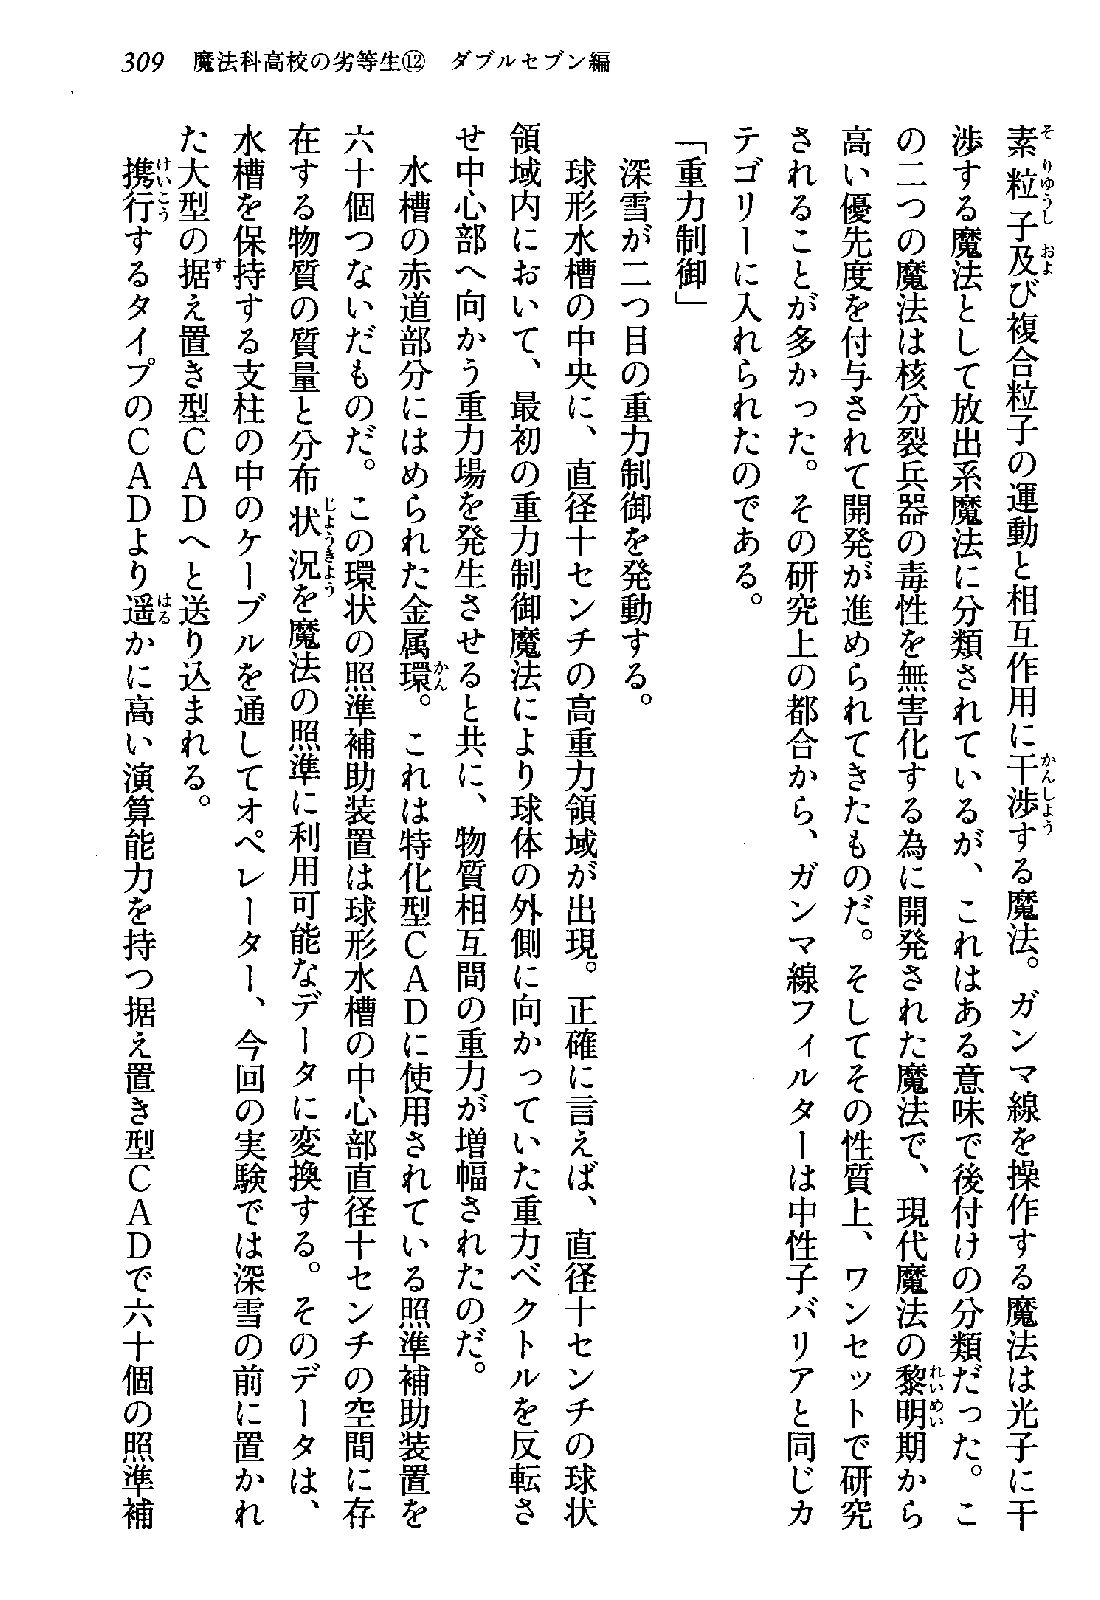 309　魔法科高校の劣等生⑫　ダブルセブン編
素粒子及び複合粒子の運動と相互作用に干渉する魔法。ガンマ線を操作する魔法は光子に干
渉する魔法として放出系魔法に分類されているが、これはある意味で後付けの分類だった。こ
の二つの魔法は核分裂兵器の毒性を無害化する為に開発された魔法で、現代魔法の黎明期から
高い優先度を付与されて開発が進められてきたものだ。そしてその性質上、ワンセットで研究
されることが多かった。その研究上の都合から、ガンマ線フィルターは中性子バリアと同じカ
テゴリーに入れられたのである。
「重力制御」
　深雪が二つ目の重力制御を発動する。
　球形水槽の中央に、直径十センチの高重力領域が出現。正確に言えば、直径十センチの球状
領域内において、最初の重力制御魔法により球体の外側に向かっていた重力ベクトルを反転さ
せ中心部へ向かう重力場を発生させると共に、物質相互間の重力が増幅されたのだ。
　水槽の赤道部分にはめられた金属環。これは特化型ＣＡＤに使用されている照準補助装置を
六十個つないだものだ。この環状の照準補助装置は球形水槽の中心部直径十センチの空間に存
在する物質の質量と分布状況を魔法の照準に利用可能なデータに変換する。そのデータは、
水槽を保持する支柱の中のケーブルを通してオペレーター、今回の実験では深雪の前に置かれ
た大型の据え置き型ＣＡＤへと送り込まれる。
　携行するタイプのＣＡＤより遥かに高い演算能力を持つ据え置き型ＣＡＤで六十個の照準補